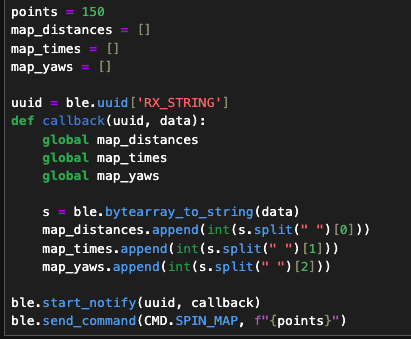 points = 150
map_distances = []
map_times = []
map_yaws = []

uuid = ble.uuid['RX_STRING']
def callback(uuid, data):
    global map_distances
    global map_times
    global map_yaws

    s = ble.bytearray_to_string(data)
    map_distances.append(int(s.split(" ")[0]))
    map_times.append(int(s.split(" ")[1]))
    map_yaws.append(int(s.split(" ")[2]))

ble.start_notify(uuid, callback)
ble.send_command(CMD.SPIN_MAP, f"{points}")